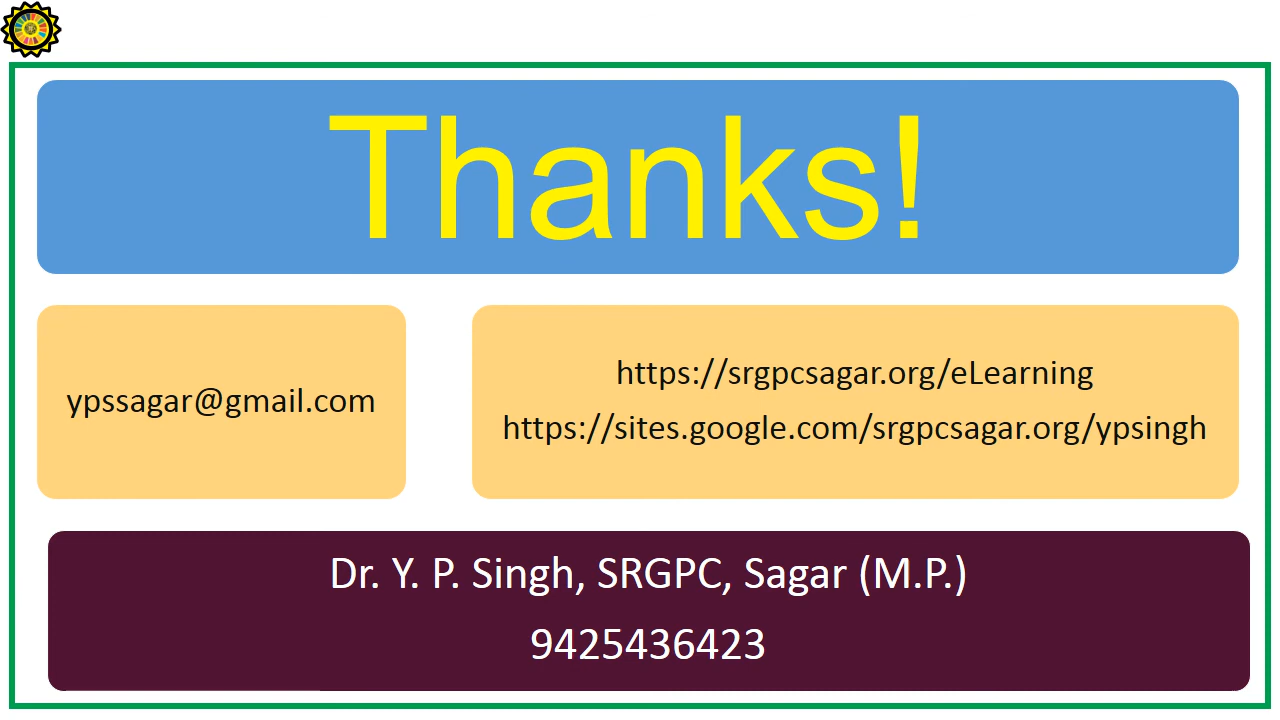 Thanks!
ypssagar@gmail.com
https://srgpcsagar.org/eLearning
https://sites.google.com/srgpcsagar.org/ypsingh
Dr. Y. P. Singh, SRGPC, Sagar (M.P.)
9425436423